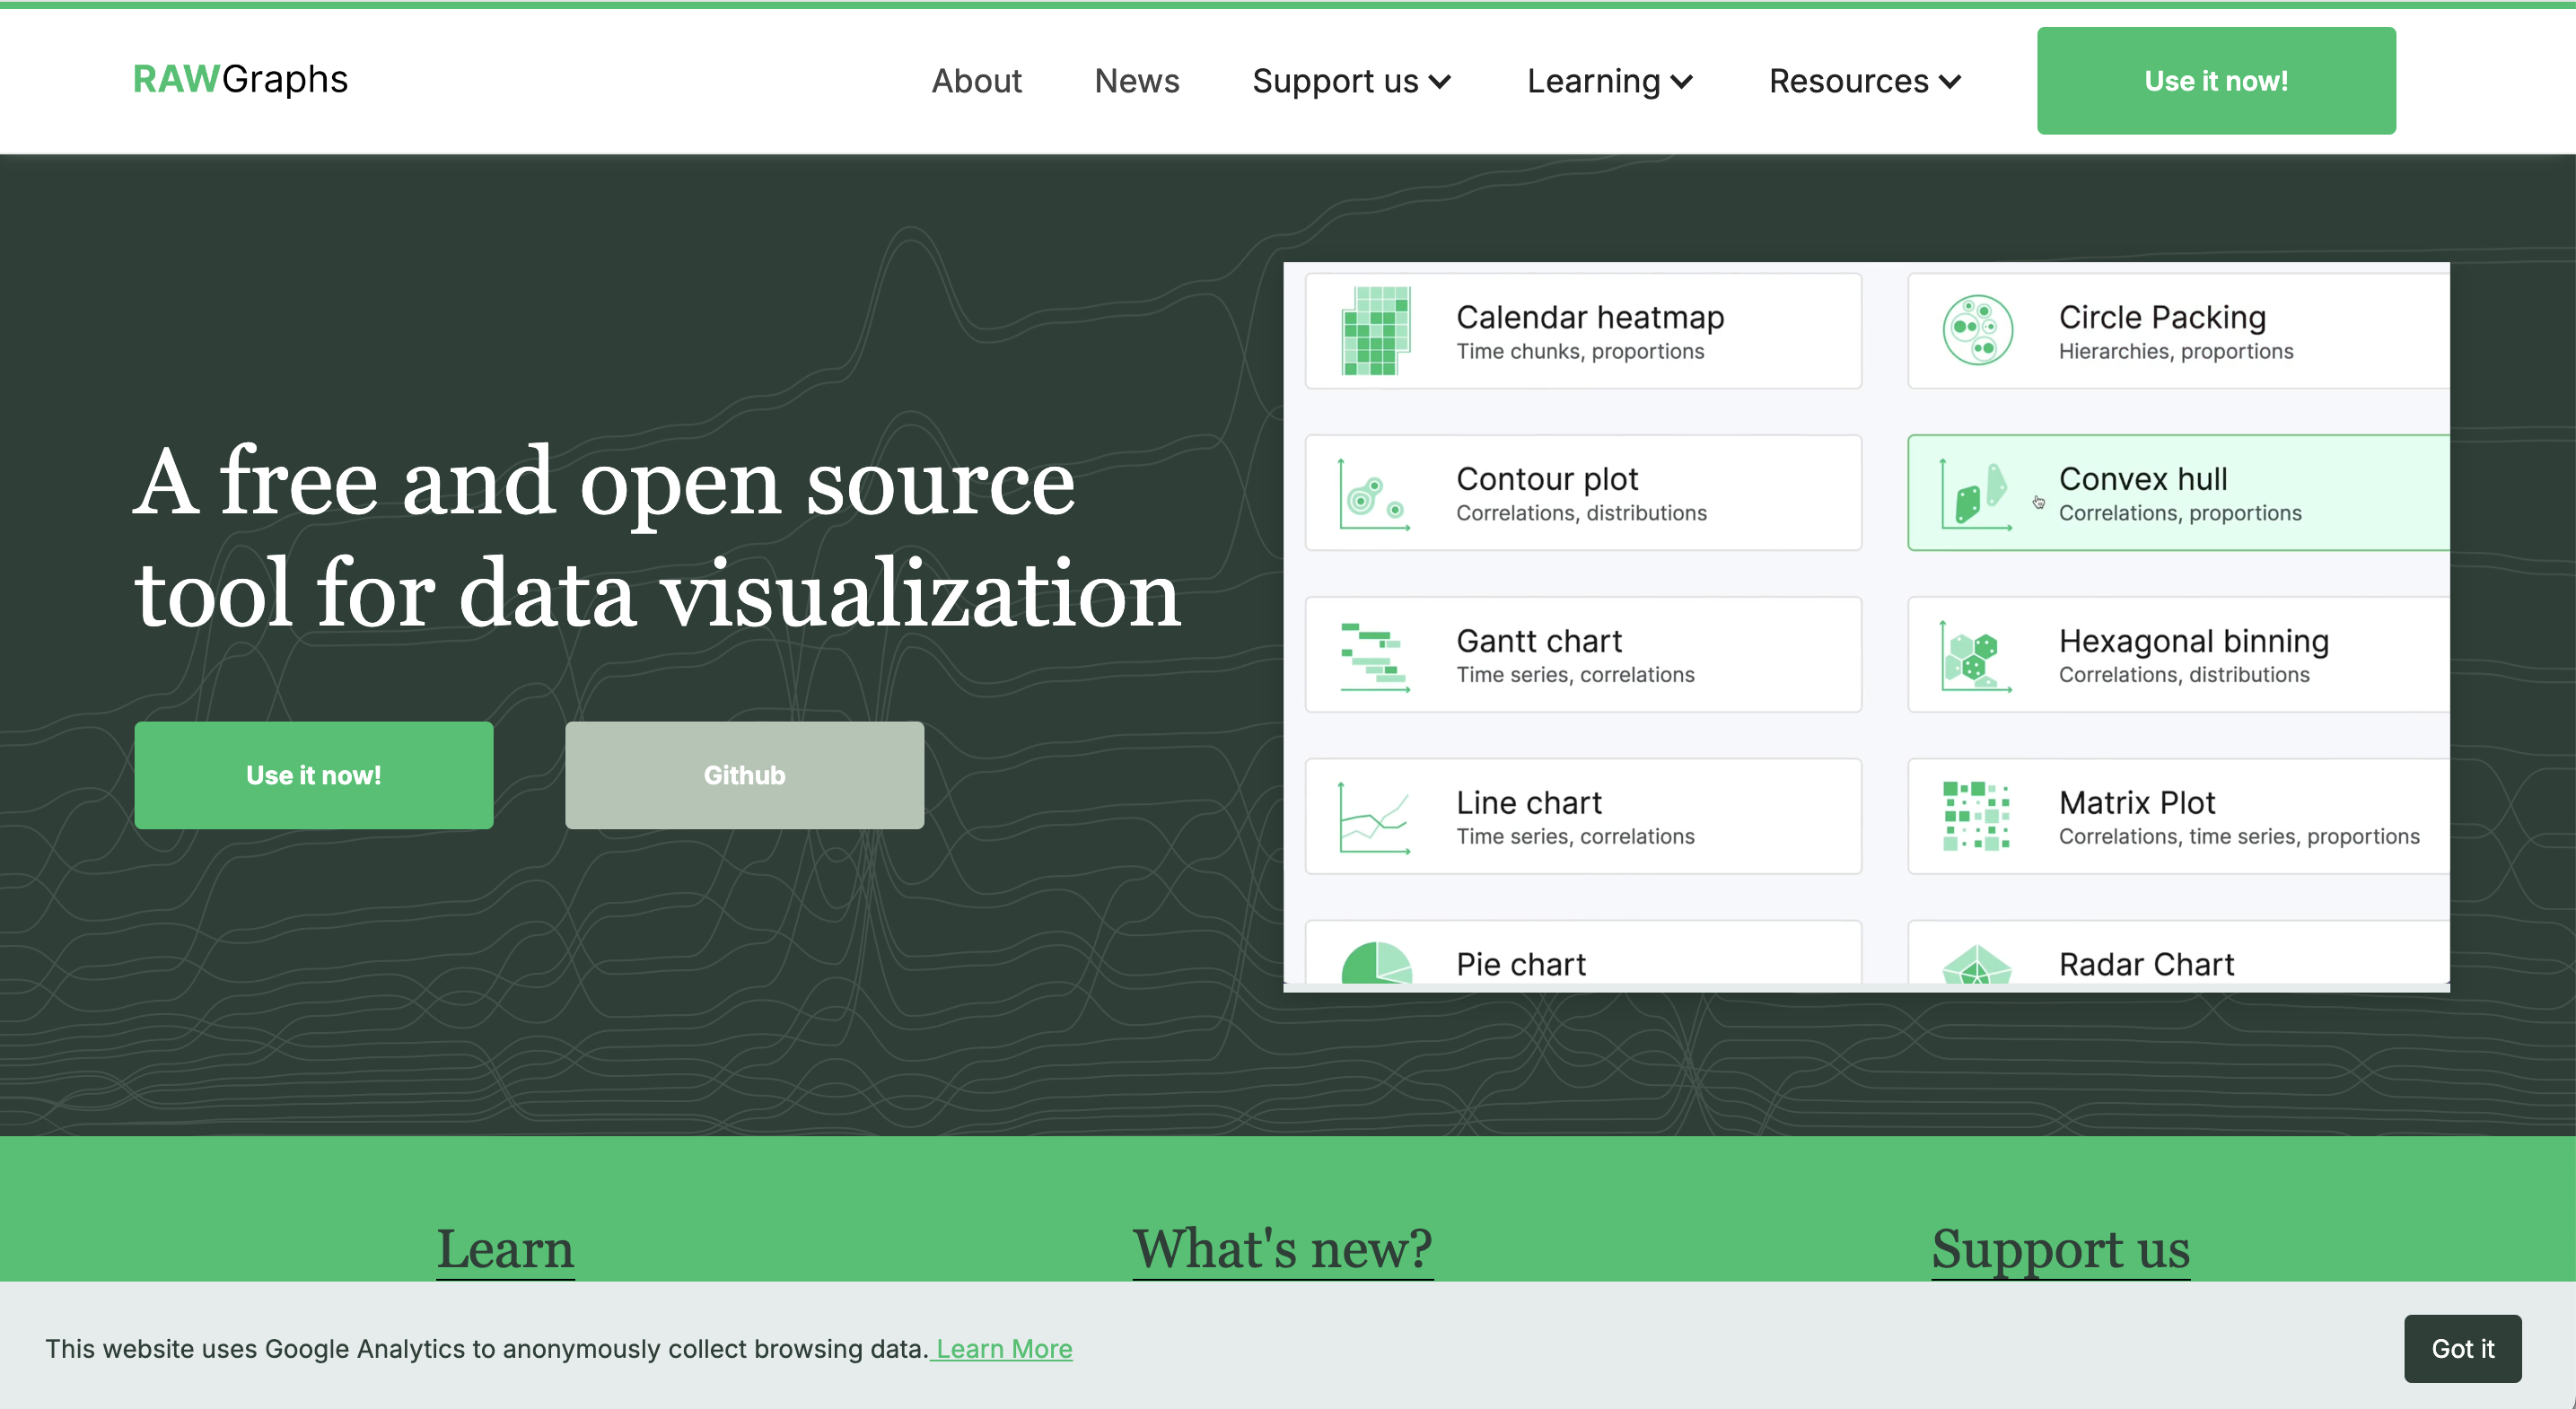 RAWGraphs
About
News
Support us
Learning
Resources
Use it now!
A free and open source
tool for data visualization
Use it now!
Github
Calendar heatmap
Time chunks, proportions
Circle Packing
Hierarchies, proportions
Contour plot
Correlations, distributions
Convex hull
Correlations, proportions
Gantt chart
Time series, correlations
Hexagonal binning
Correlations, distributions
Line chart
Time series, correlations
Matrix Plot
Correlations, time series, proportions
Pie chart
Radar Chart
Learn
What's new?
Support us
This website uses Google Analytics to anonymously collect browsing data. Learn More
Got it